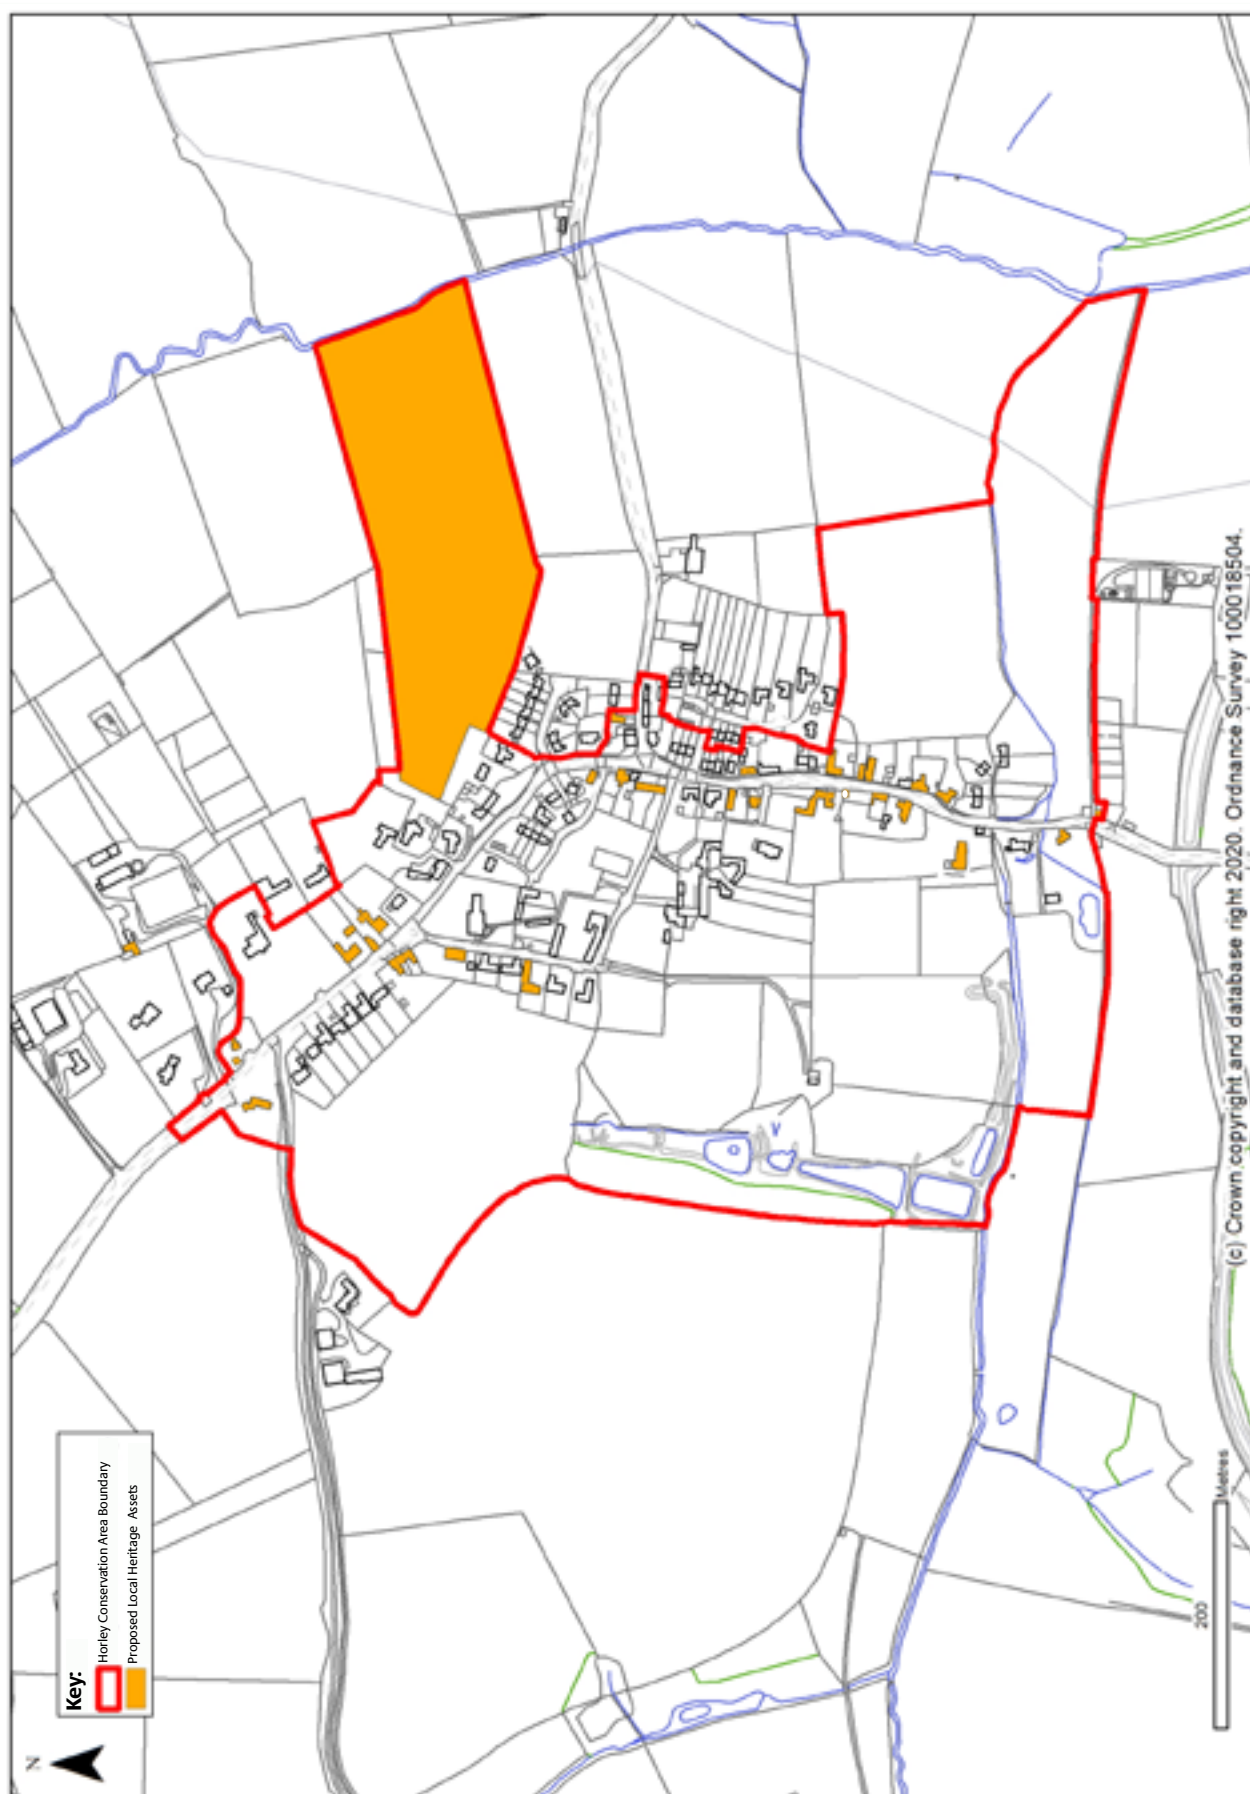 N
Key:
Horley Conservation Area Boundary
Proposed Local Heritage Assets
200
Metres
(c) Crown copyright and database right 2020. Ordnance Survey 100018504.